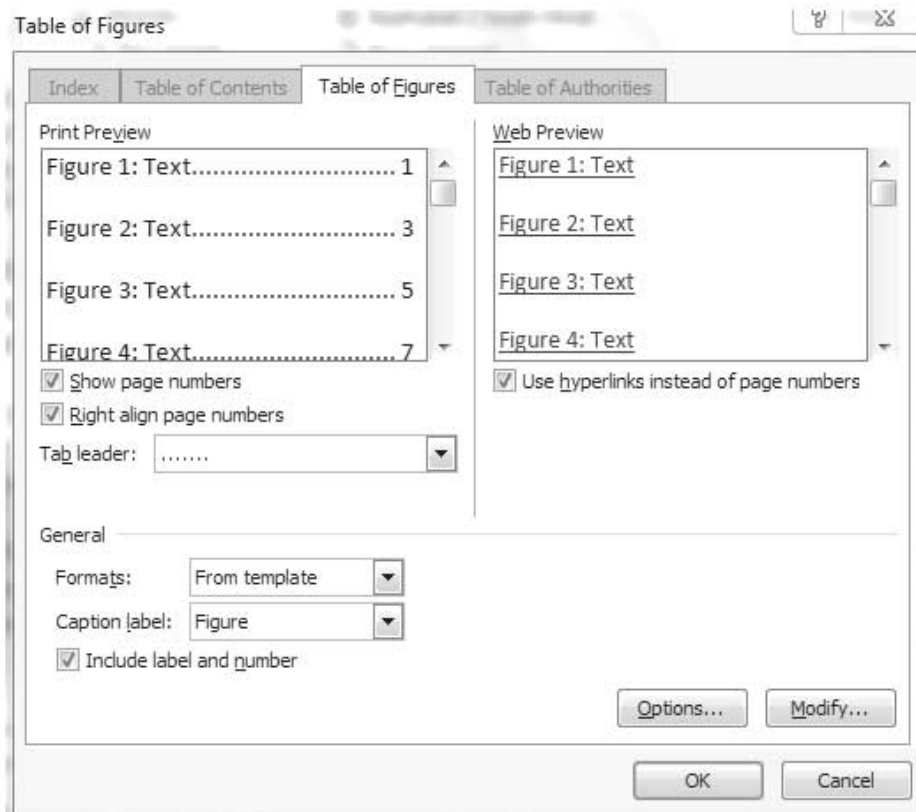 Table of Figures
Index Table of Contents Table of Figures Table of Authorities
Print Preview
Figure 1: Text.................................. 1
Figure 2: Text.................................. 3
Figure 3: Text.................................. 5
Figure 4: Text.................................. 7
Show page numbers
Right align page numbers
Tab leader: .......
Web Preview
Figure 1: Text
Figure 2: Text
Figure 3: Text
Figure 4: Text
Use hyperlinks instead of page numbers
General
Formats: From template
Caption label: Figure
Include label and number
Options... Modify...
OK Cancel